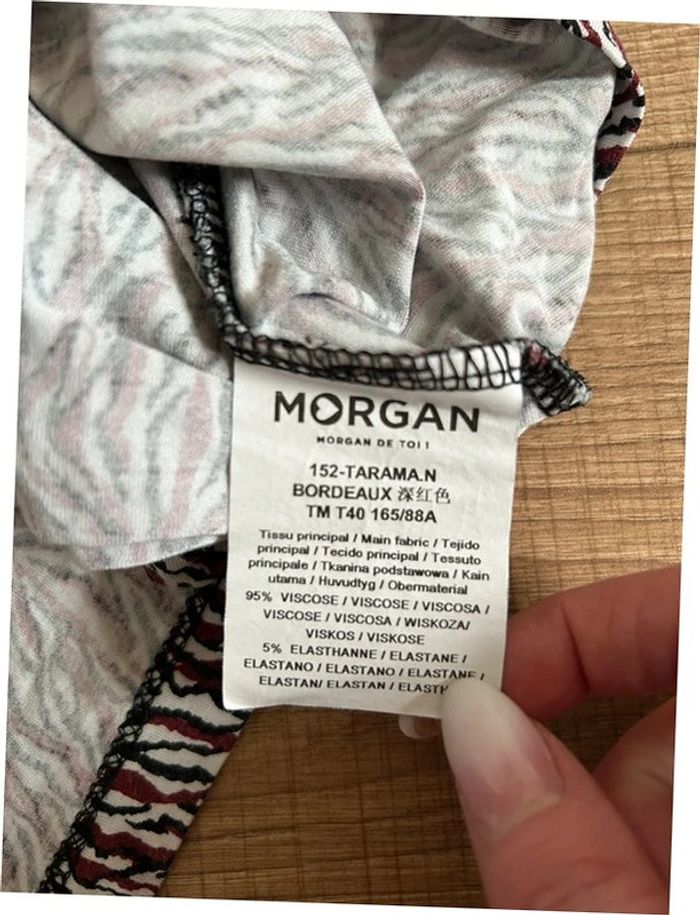 MORGAN
MORGAN DE TOI !
152-TARAMA.N
BORDEAUX 深红色
TM T40 165/88A
Tissu principal / Main fabric / Tejido
principal / Tecido principal / Tessuto
principale / Tkanina podstawowa / Kain
utama / Huvudtyg / Obermaterial
95% VISCOSE / VISCOSE / VISCOSA /
VISCOSE / VISCOSA / WISKOZA/
VISKOS / VISKOSE
5% ELASTHANNE / ELASTANE /
ELASTANO / ELASTANO / ELASTANE /
ELASTAN/ ELASTAN /